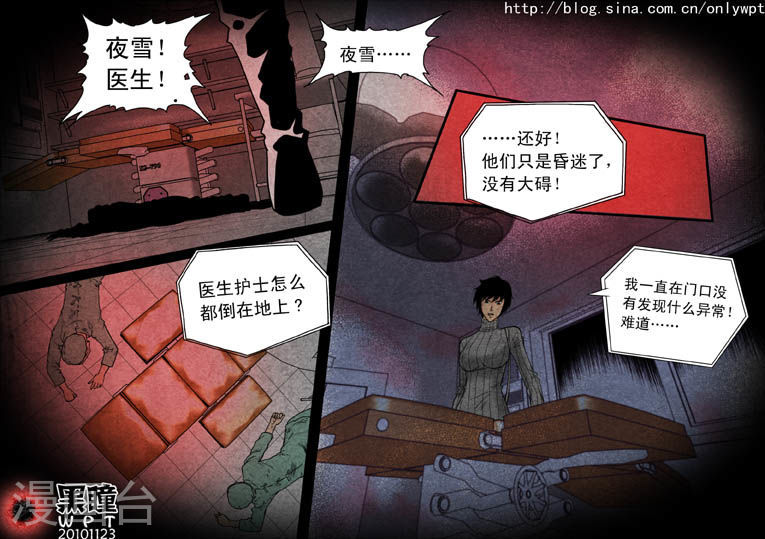 http://blog.sina.com.cn/onlywpt
夜雪！
医生！
夜雪……
……还好！
他们只是昏迷了，
没有大碍！
医生护士怎么
都倒在地上？
我一直在门口没
有发现什么异常！
难道……
黑瞳
WPT
20101123
漫画台